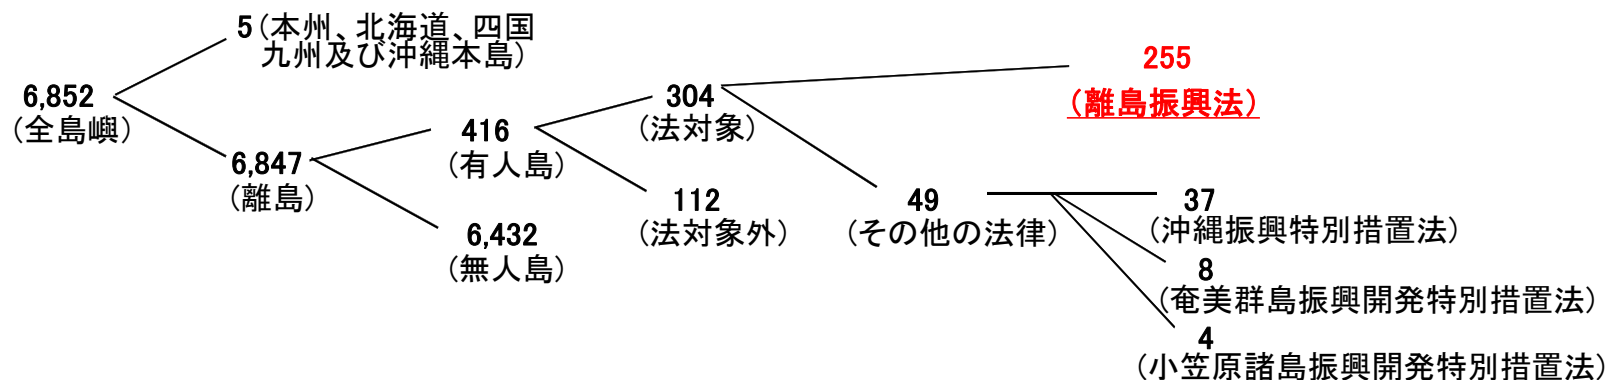 5(本州、北海道、四国
九州及び沖縄本島)
6,852
(全島嶼)
6,847
(離島)
416
(有人島)
6,432
(無人島)
304
(法対象)
112
(法対象外)
255
(離島振興法)
49
(その他の法律)
37
(沖縄振興特別措置法)
8
(奄美群島振興開発特別措置法)
4
(小笠原諸島振興開発特別措置法)